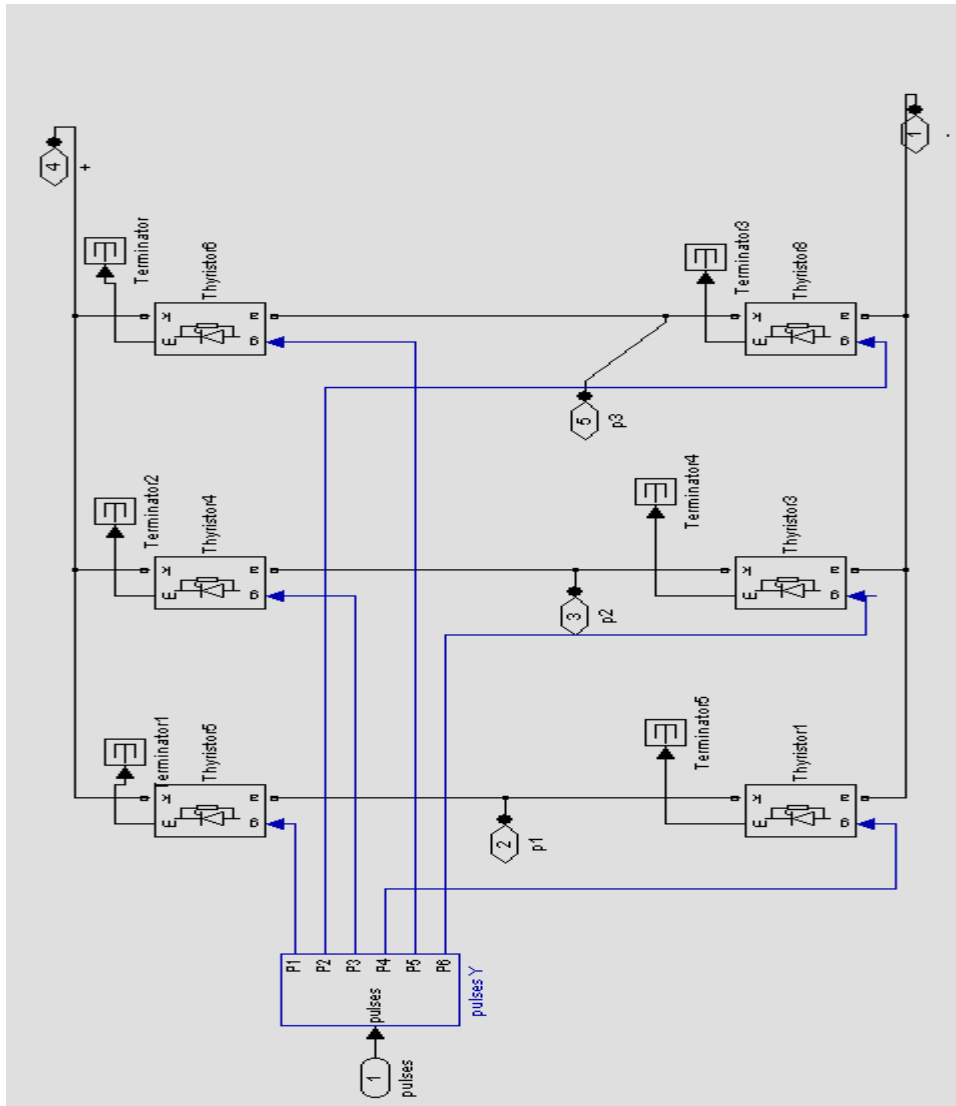 4
+
Terminator1
Terminator2
Terminator
m k
m k
m k
Thyristor5
Thyristor4
Thyristor6
g a
g a
g a
P1
P2
P3
P4
P5
P6
1
pulses
pulses
pulses Y
2
p1
3
p2
5
p3
Terminator5
Terminator4
Terminator3
m k
m k
m k
Thyristor1
Thyristor3
Thyristor8
g a
g a
g a
1
-